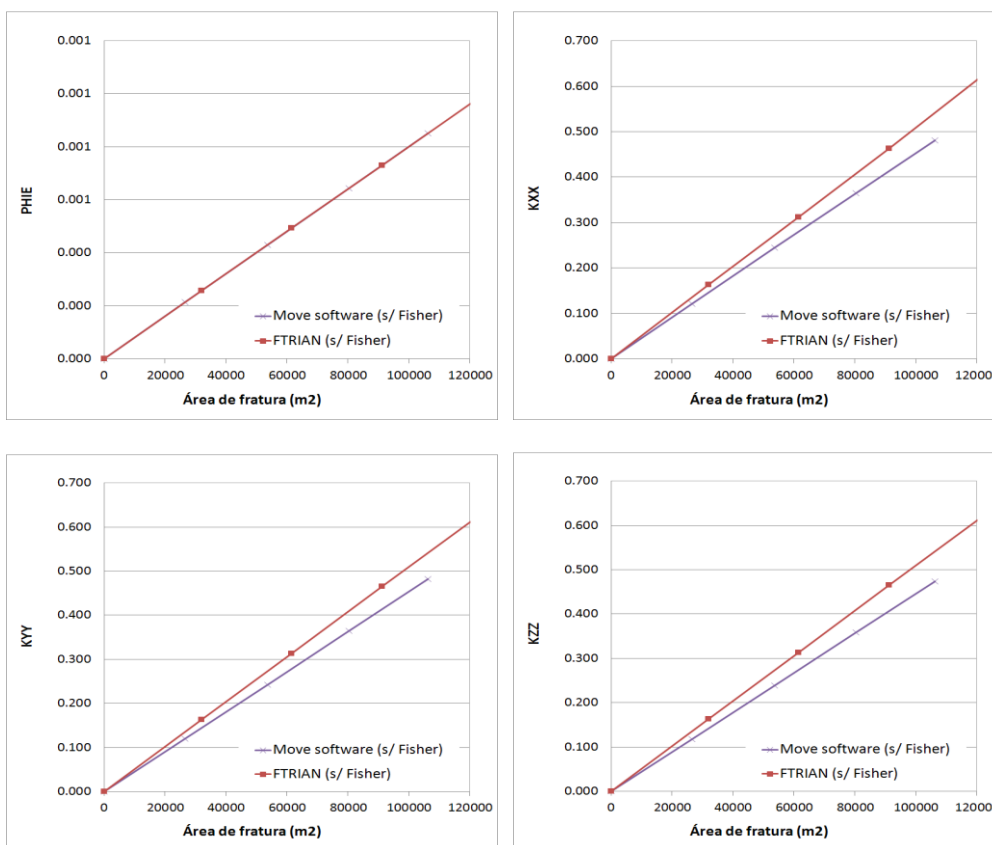 0.001
0.001
0.001
0.001
0.000
0.000
0.000
PHIE
Move software (s/ Fisher)
FTRIAN (s/ Fisher)
0 20000 40000 60000 80000 100000 120000
Área de fratura (m2)
0.700
0.600
0.500
0.400
0.300
0.200
0.100
0.000
KXX
Move software (s/ Fisher)
FTRIAN (s/ Fisher)
0 20000 40000 60000 80000 100000 12000
Área de fratura (m2)
0.700
0.600
0.500
0.400
0.300
0.200
0.100
0.000
KYY
Move software (s/ Fisher)
FTRIAN (s/ Fisher)
0 20000 40000 60000 80000 100000 120000
Área de fratura (m2)
0.700
0.600
0.500
0.400
0.300
0.200
0.100
0.000
KZZ
Move software (s/ Fisher)
FTRIAN (s/ Fisher)
0 20000 40000 60000 80000 100000 12000
Área de fratura (m2)